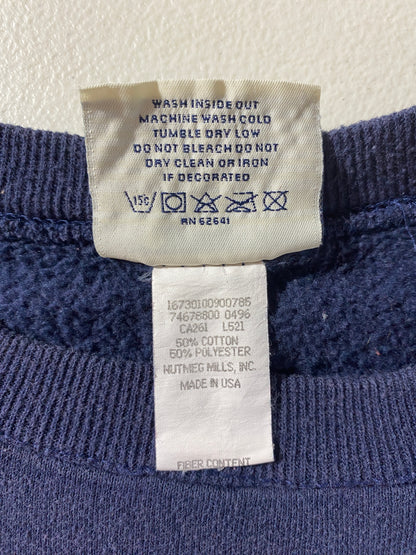 WASH INSIDE OUT
MACHINE WASH COLD
TUMBLE DRY LOW
DO NOT BLEACH DO NOT
DRY CLEAN OR IRON
IF DECORATED
15C
RN 62641
16730100900785
74678800 0496
CA261 L521
50% COTTON
50% POLYESTER
NUTMEG MILLS, INC.
MADE IN USA
FIBER CONTENT